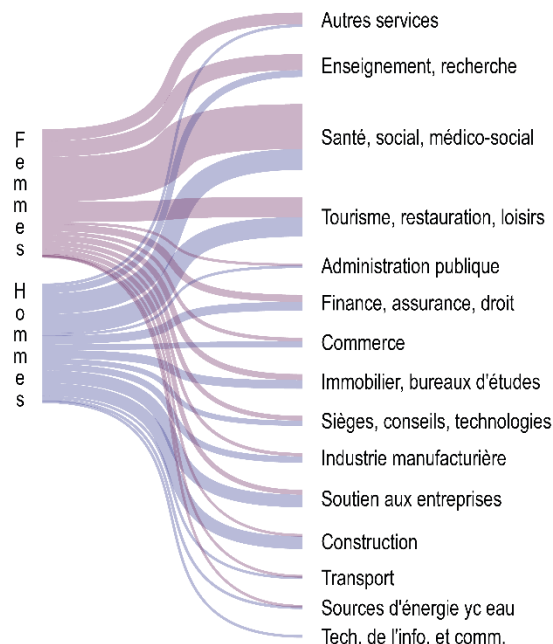 Femmes
Hommes
Autres services
Enseignement, recherche
Santé, social, médico-social
Tourisme, restauration, loisirs
Administration publique
Finance, assurance, droit
Commerce
Immobilier, bureaux d'études
Sièges, conseils, technologies
Industrie manufacturière
Soutien aux entreprises
Construction
Transport
Sources d'énergie yc eau
Tech. de l'info. et comm.